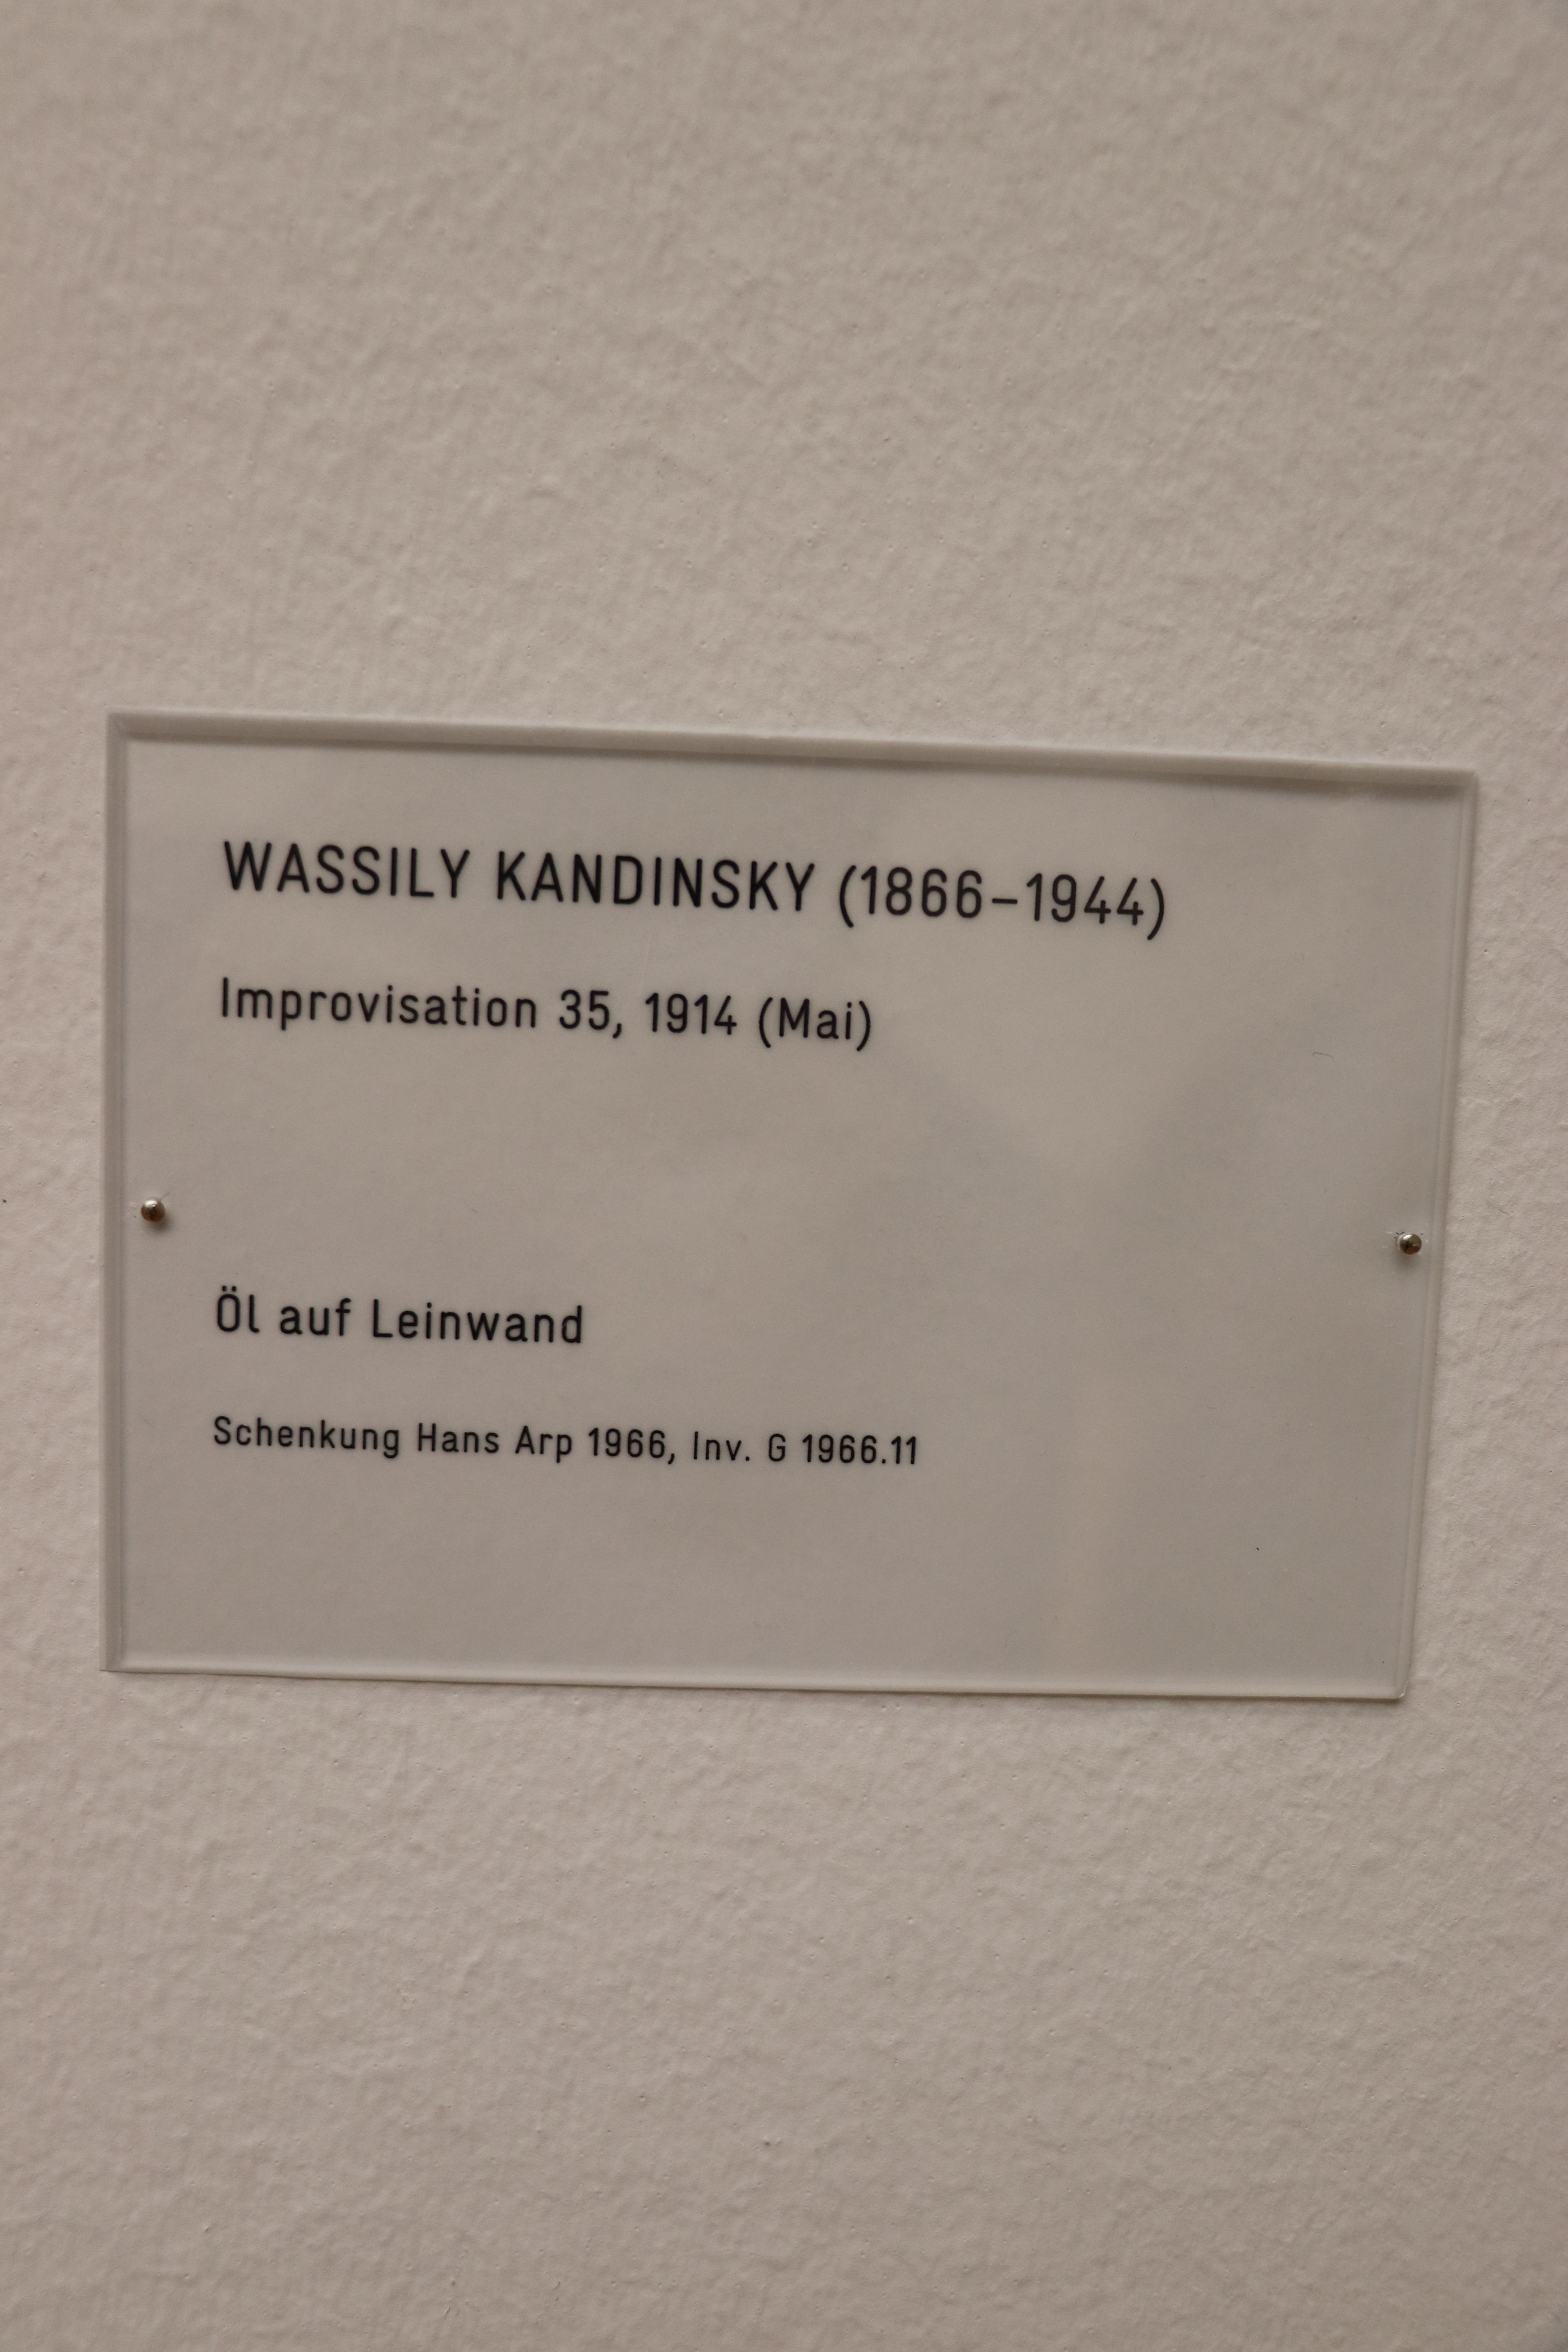 WASSILY KANDINSKY (1866–1944)
Improvisation 35, 1914 (Mai)
Öl auf Leinwand
Schenkung Hans Arp 1966, Inv. G 1966.11